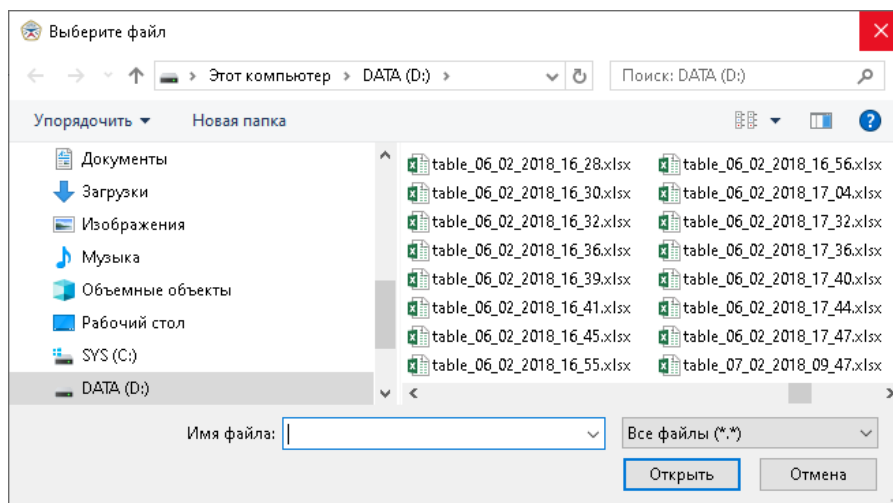 Выберите файл
Этот компьютер > DATA (D:) >
Поиск: DATA (D:)
Упорядочить
Новая папка
?
Документы
Загрузки
Изображения
Музыка
Объемные объекты
Рабочий стол
SYS (C:)
DATA (D:)
table_06_02_2018_16_28.xlsx
table_06_02_2018_16_30.xlsx
table_06_02_2018_16_32.xlsx
table_06_02_2018_16_36.xlsx
table_06_02_2018_16_39.xlsx
table_06_02_2018_16_41.xlsx
table_06_02_2018_16_45.xlsx
table_06_02_2018_16_55.xlsx
table_06_02_2018_16_56.xlsx
table_06_02_2018_17_04.xlsx
table_06_02_2018_17_32.xlsx
table_06_02_2018_17_36.xlsx
table_06_02_2018_17_40.xlsx
table_06_02_2018_17_44.xlsx
table_06_02_2018_17_47.xlsx
table_07_02_2018_09_47.xlsx
Имя файла:
Все файлы (*.*)
Открыть
Отмена